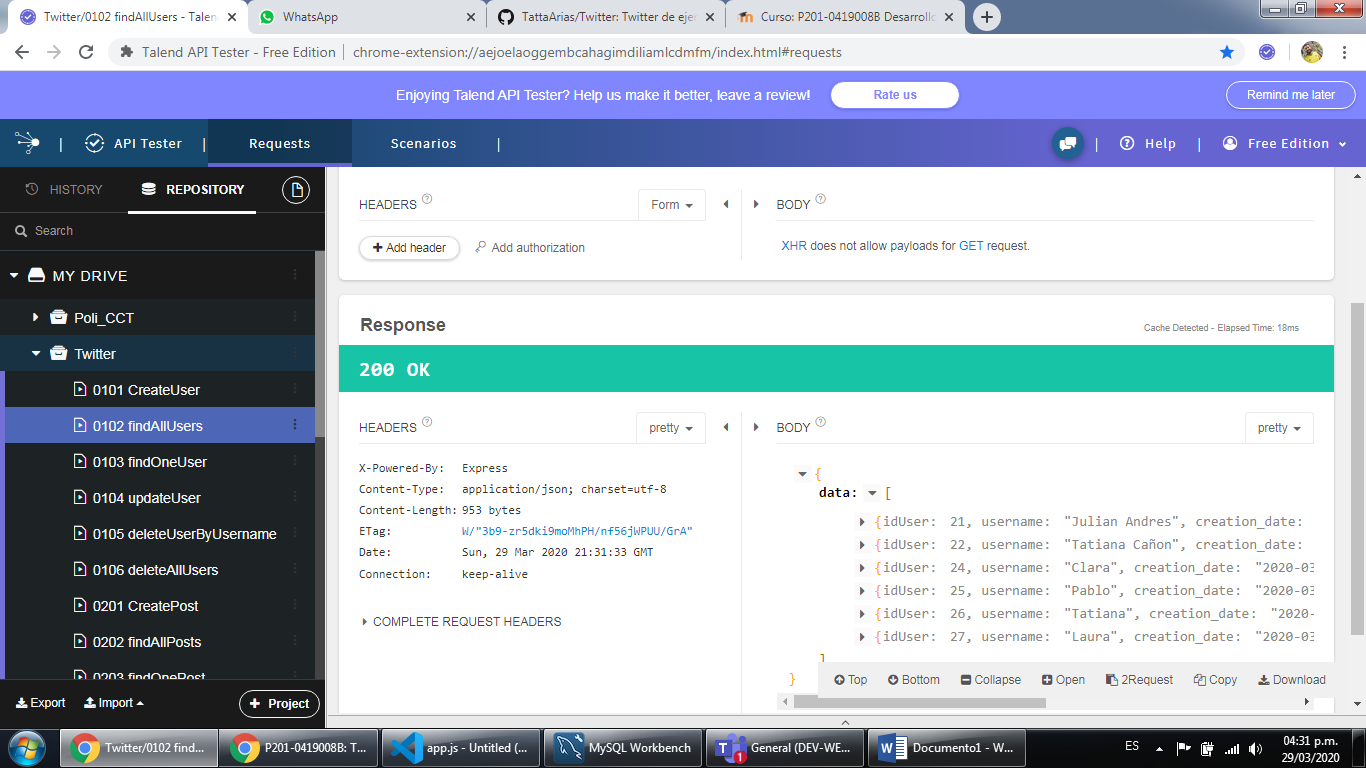 Twitter/0102 findAllUsers - Talen
WhatsApp
TattaArias/Twitter: Twitter de eje
Curso: P201-0419008B Desarroll
Talend API Tester - Free Edition | chrome-extension://aejoelaoggembcahagimdiliamlcdmfm/index.html#requests
Enjoying Talend API Tester? Help us make it better, leave a review!
Rate us
Remind me later
| API Tester | Requests Scenarios |
| Help | Free Edition
HISTORY REPOSITORY
Search
MY DRIVE
Poli_CCT
Twitter
0101 CreateUser
0102 findAllUsers
0103 findOneUser
0104 updateUser
0105 deleteUserByUsername
0106 deleteAllUsers
0201 CreatePost
0202 findAllPosts
0203 findOnePost
Export Import + Project
HEADERS ? Form
BODY ?
+ Add header Add authorization
XHR does not allow payloads for GET request.
Response
Cache Detected - Elapsed Time: 18ms
200 OK
HEADERS ? pretty
BODY ? pretty
X-Powered-By: Express
Content-Type: application/json; charset=utf-8
Content-Length: 953 bytes
ETag: W/"3b9-zr5dki9moMhPH/nf56jWPUU/GrA"
Date: Sun, 29 Mar 2020 21:31:33 GMT
Connection: keep-alive
COMPLETE REQUEST HEADERS
{
data: [
{idUser: 21, username: "Julian Andres", creation_date:
{idUser: 22, username: "Tatiana Cañon", creation_date:
{idUser: 24, username: "Clara", creation_date: "2020-03
{idUser: 25, username: "Pablo", creation_date: "2020-03
{idUser: 26, username: "Tatiana", creation_date: "2020-
{idUser: 27, username: "Laura", creation_date: "2020-03
]
}
Top Bottom Collapse Open 2Request Copy Download
Twitter/0102 find...
P201-0419008B: T...
app.js - Untitled (...
MySQL Workbench
General (DEV-WE...
1
Documento1 - W...
ES
04:31 p.m.
29/03/2020